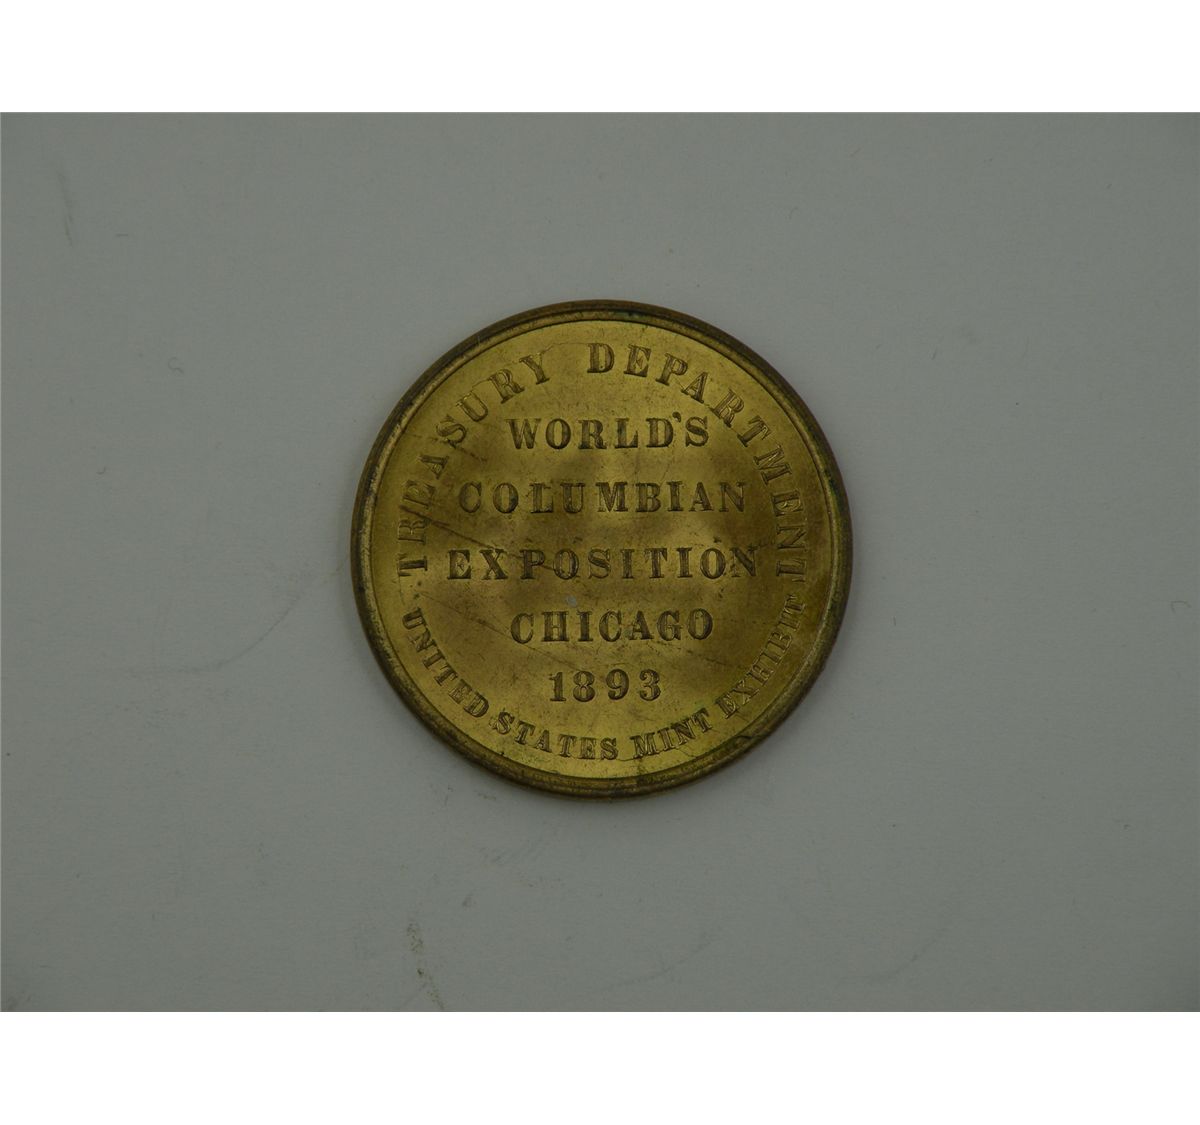 TREASURY DEPARTMENT
WORLD'S
COLUMBIAN
EXPOSITION
CHICAGO
1893
UNITED STATES MINT EXHIBIT